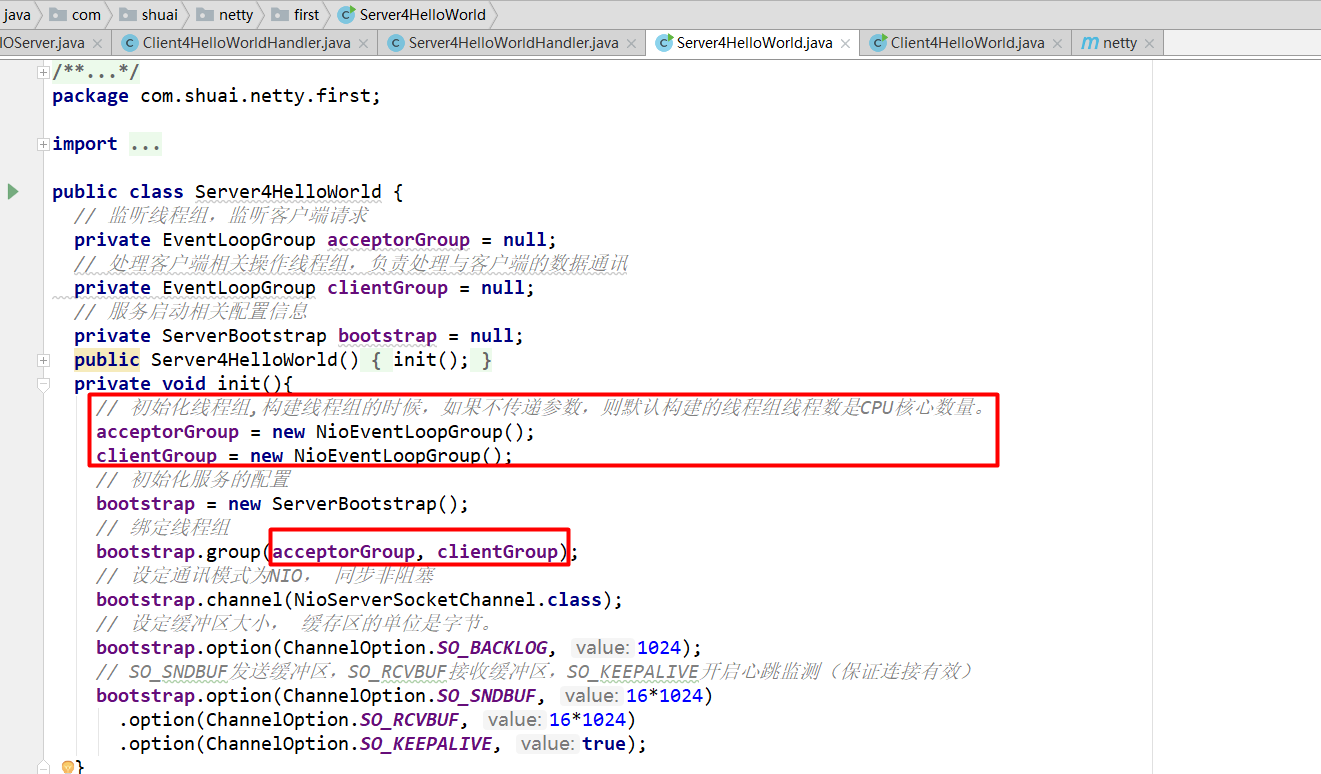 java com shuai netty first Server4HelloWorld
IOServer.java Client4HelloWorldHandler.java Server4HelloWorldHandler.java Server4HelloWorld.java Client4HelloWorld.java netty
/**...*/
package com.shuai.netty.first;
import ...
public class Server4HelloWorld {
// 监听线程组，监听客户端请求
private EventLoopGroup acceptorGroup = null;
// 处理客户端相关操作线程组，负责处理与客户端的数据通讯
private EventLoopGroup clientGroup = null;
// 服务启动相关配置信息
private ServerBootstrap bootstrap = null;
public Server4HelloWorld() { init(); }
private void init(){
// 初始化线程组,构建线程组的时候，如果不传递参数，则默认构建的线程组线程数是CPU核心数量。
acceptorGroup = new NioEventLoopGroup();
clientGroup = new NioEventLoopGroup();
// 初始化服务的配置
bootstrap = new ServerBootstrap();
// 绑定线程组
bootstrap.group(acceptorGroup, clientGroup);
// 设定通讯模式为NIO， 同步非阻塞
bootstrap.channel(NioServerSocketChannel.class);
// 设定缓冲区大小， 缓存区的单位是字节。
bootstrap.option(ChannelOption.SO_BACKLOG, value: 1024);
// SO_SNDBUF发送缓冲区，SO_RCVBUF接收缓冲区，SO_KEEPALIVE开启心跳监测（保证连接有效）
bootstrap.option(ChannelOption.SO_SNDBUF, value: 16*1024)
.option(ChannelOption.SO_RCVBUF, value: 16*1024)
.option(ChannelOption.SO_KEEPALIVE, value: true);
}